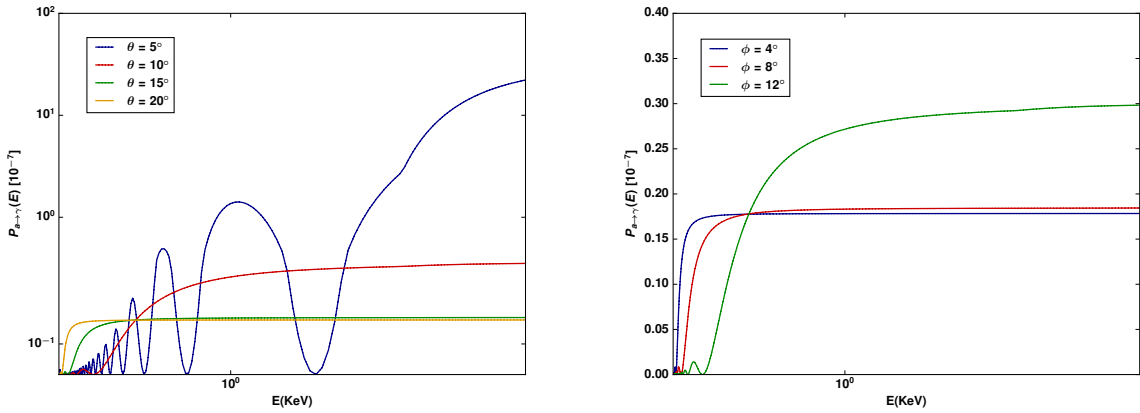 10²
10¹
10⁰
10⁻¹
P_{a→γ}(E) [10⁻⁷]
θ = 5°
θ = 10°
θ = 15°
θ = 20°
10⁰
E(KeV)
0.40
0.35
0.30
0.25
0.20
0.15
0.10
0.05
0.00
P_{a→γ}(E) [10⁻⁷]
ϕ = 4°
ϕ = 8°
ϕ = 12°
10⁰
E(KeV)